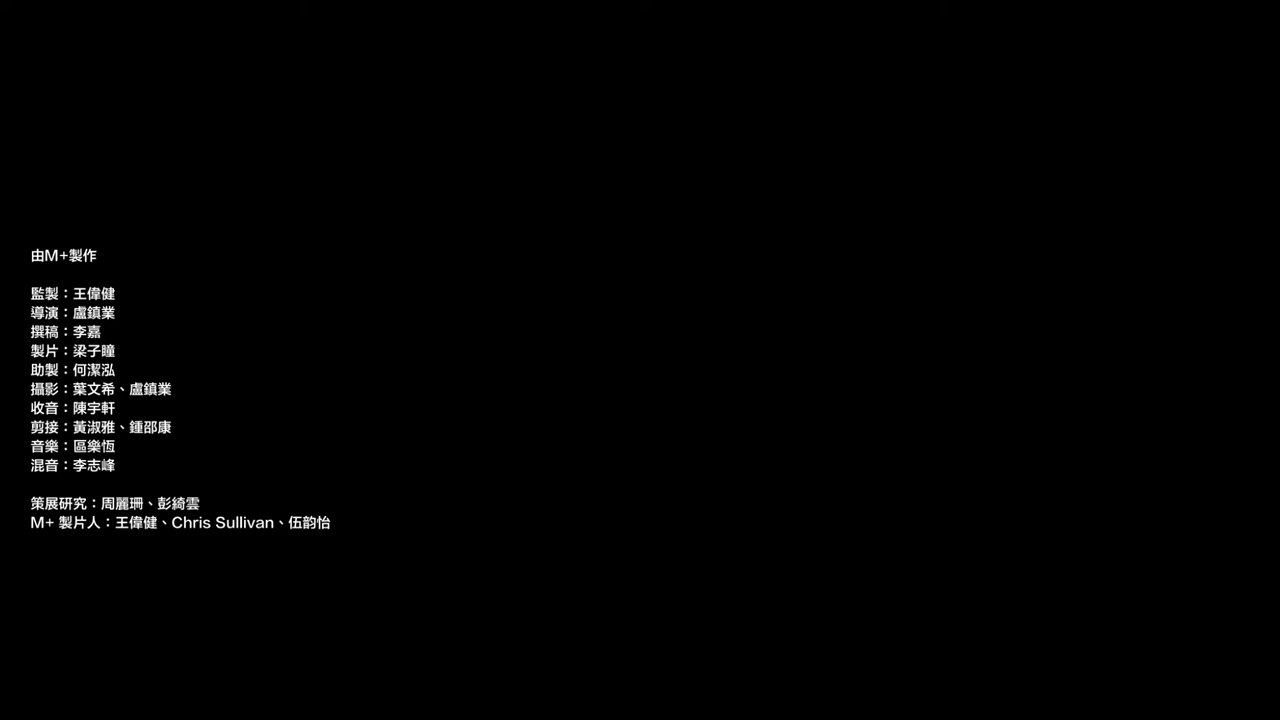 由M+製作
監製：王偉健
導演：盧鎮業
撰稿：李嘉
製片：梁子瞳
助製：何潔泓
攝影：葉文希、盧鎮業
收音：陳宇軒
剪接：黃淑雅、鍾邵康
音樂：區樂恆
混音：李志峰
策展研究：周麗珊、彭綺雲
M+ 製片人：王偉健、Chris Sullivan、伍韵怡